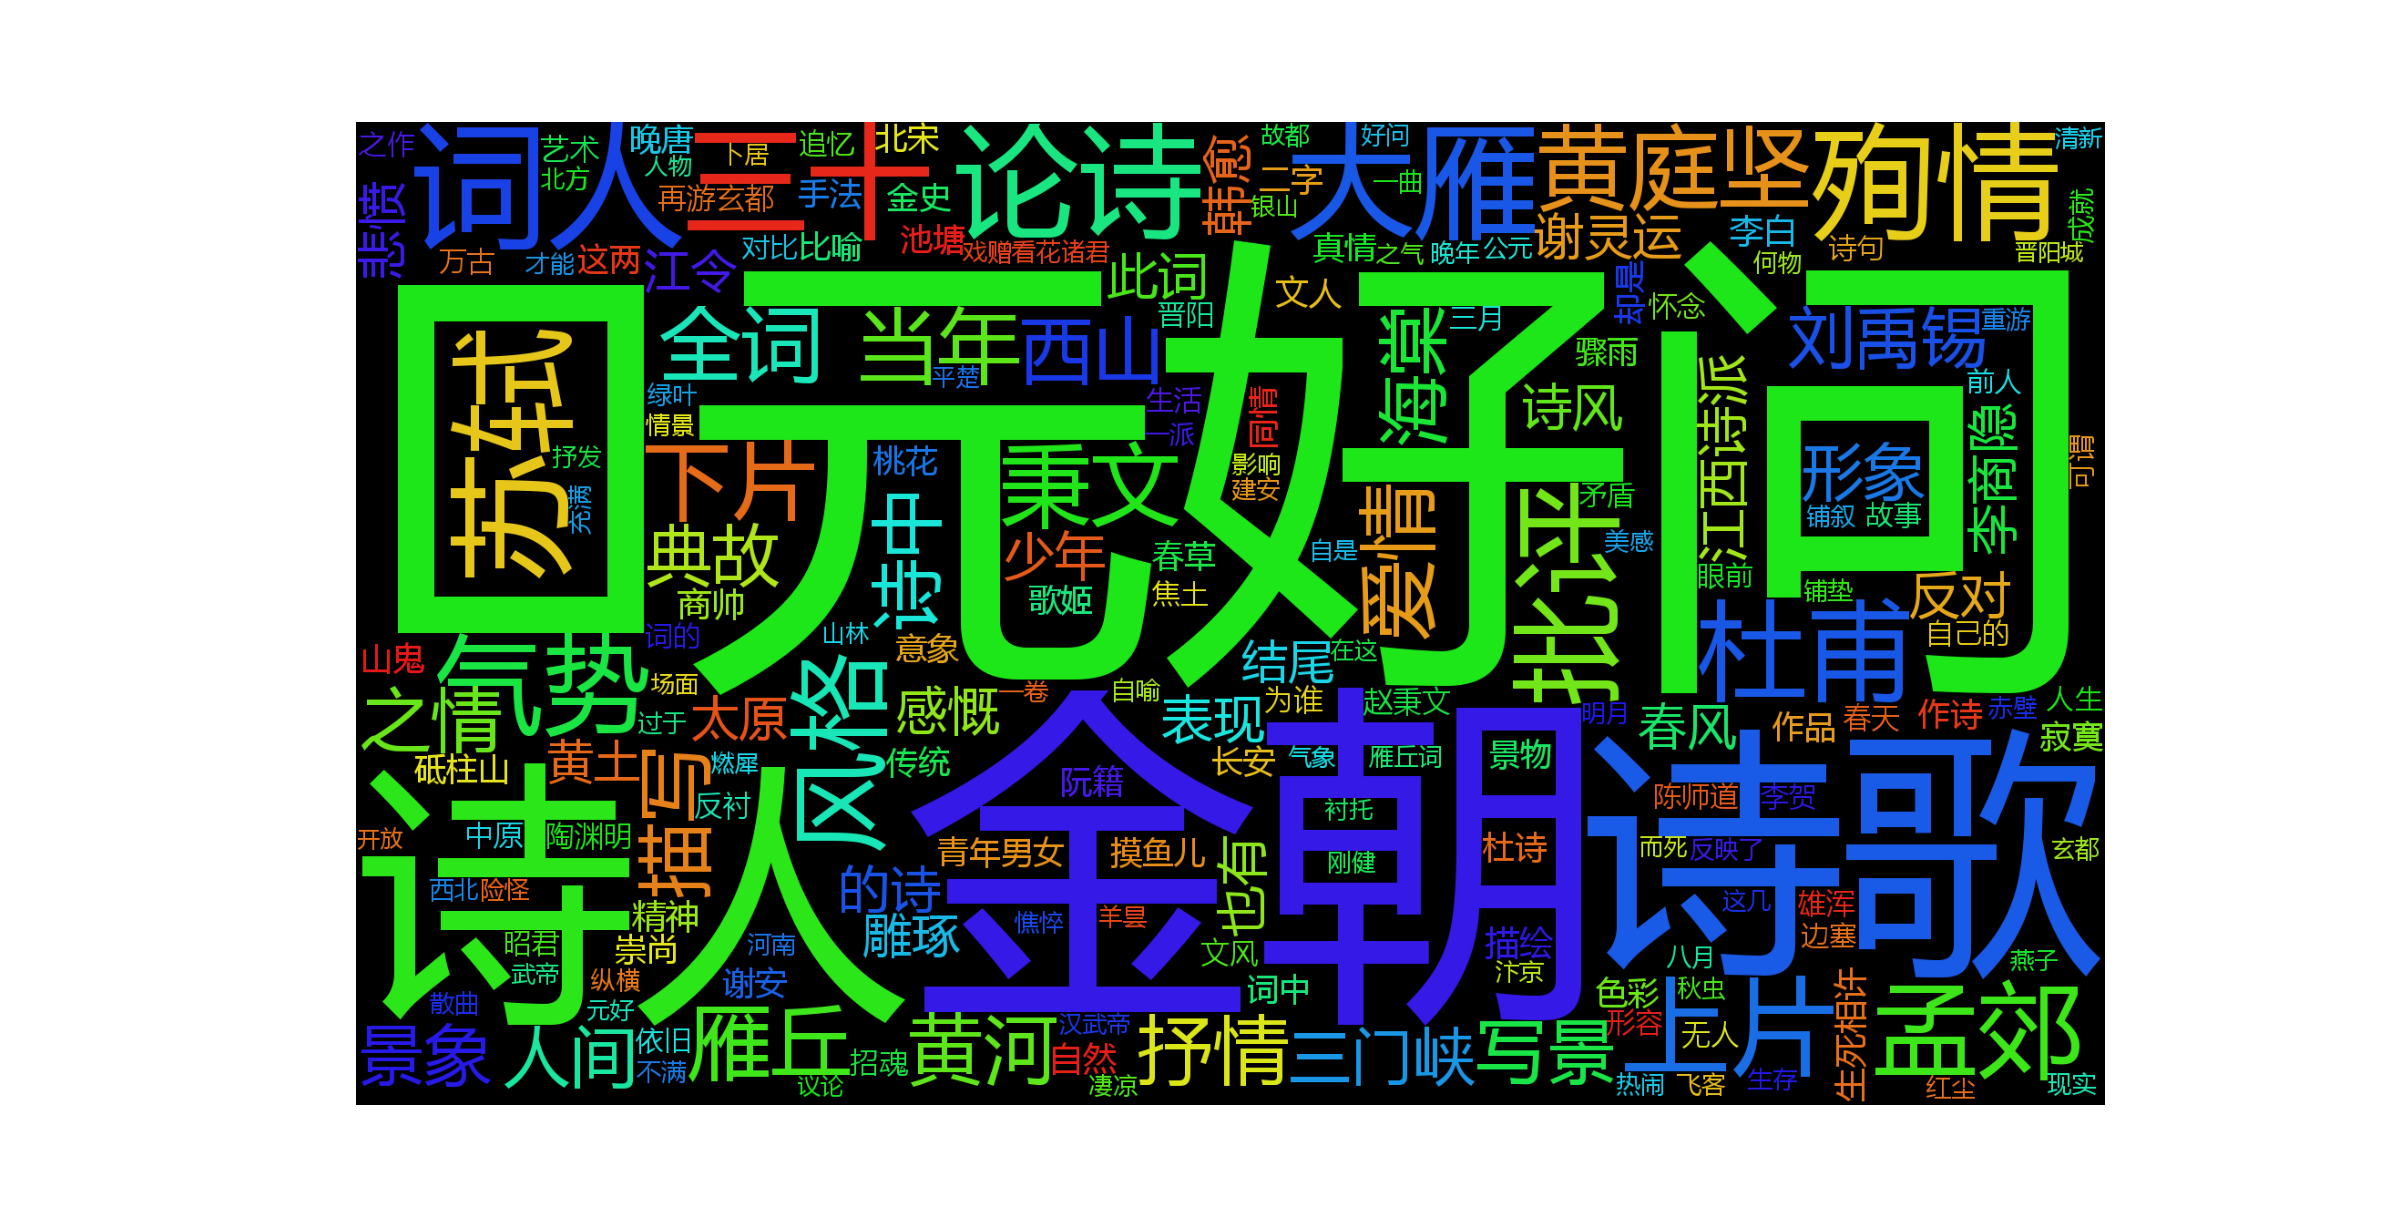 元好问
金朝
诗人
诗歌
词人
三十
论诗
大雁
黄庭坚
殉情
苏轼
之作
艺术
北方
晚唐
人物
卜居
追忆
北宋
韩愈
故都
好问
清新
悲愤
再游玄都
手法
金史
二字
银山
一曲
谢灵运
李白
诗句
成就
晋阳城
万古
才能
这两
江令
对比
比喻
池塘
戏赠看花诸君
此词
真情
之气
晚年
公元
何物
全词
当年
西山
晋阳
文人
三月
却是
怀念
刘禹锡
重游
平楚
海棠
骤雨
前人
绿叶
情景
生活
一派
同情
诗风
江西诗派
李商隐
可谓
抒发
充满
下片
桃花
秉文
影响
建安
形象
铺叙
故事
典故
诗中
少年
春草
自是
爱情
批评
矛盾
美感
眼前
铺垫
反对
商帅
歌姬
焦土
杜甫
自己的
词的
山林
意象
结尾
在这
山鬼
气势
场面
风格
感慨
一卷
自喻
为谁
赵秉文
明月
春风
作品
春天
作诗
赤壁
人生
之情
过于
太原
表现
寂寞
砥柱山
黄土
描写
燃犀
传统
阮籍
长安
气象
雁丘词
景物
反衬
衬托
陈师道
李贺
开放
中原
陶渊明
青年男女
摸鱼儿
也有
刚健
杜诗
而死
反映了
玄都
西北
险怪
的诗
精神
雕琢
憔悴
羊昙
这几
雄浑
昭君
崇尚
河南
文风
描绘
边塞
武帝
纵横
谢安
词中
汴京
八月
燕子
散曲
元好
色彩
秋虫
景象
人间
依旧
不满
雁丘
招魂
黄河
汉武帝
自然
抒情
三门峡
写景
形容
上片
无人
生死相许
孟郊
议论
凄凉
热闹
飞客
生存
红尘
现实